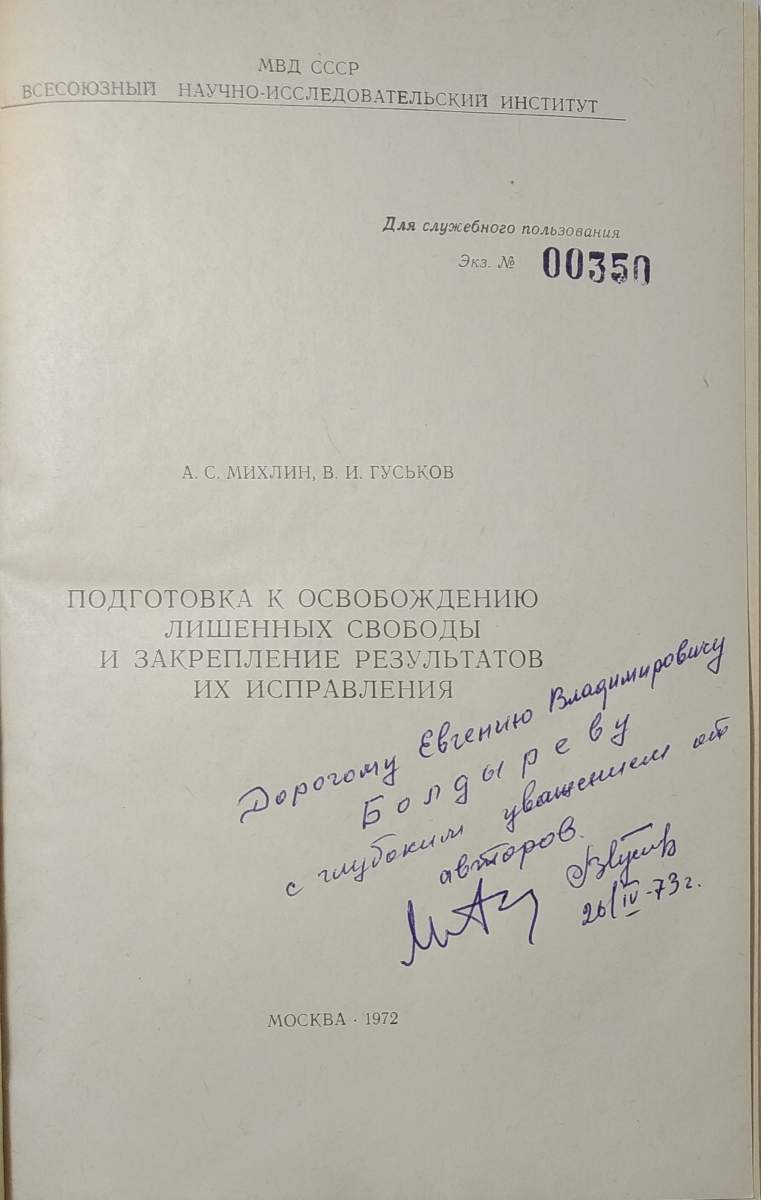 МВД СССР
ВСЕСОЮЗНЫЙ НАУЧНО-ИССЛЕДОВАТЕЛЬСКИЙ ИНСТИТУТ
Для служебного пользования
Экз. № 00350
А. С. МИХЛИН, В. И. ГУСЬКОВ
ПОДГОТОВКА К ОСВОБОЖДЕНИЮ
ЛИШЕННЫХ СВОБОДЫ
И ЗАКРЕПЛЕНИЕ РЕЗУЛЬТАТОВ
ИХ ИСПРАВЛЕНИЯ
Дорогому Евгению Владимировичу
Болдыреву
с глубоким уважением от
авторов.
26/IV-73г.
МОСКВА · 1972